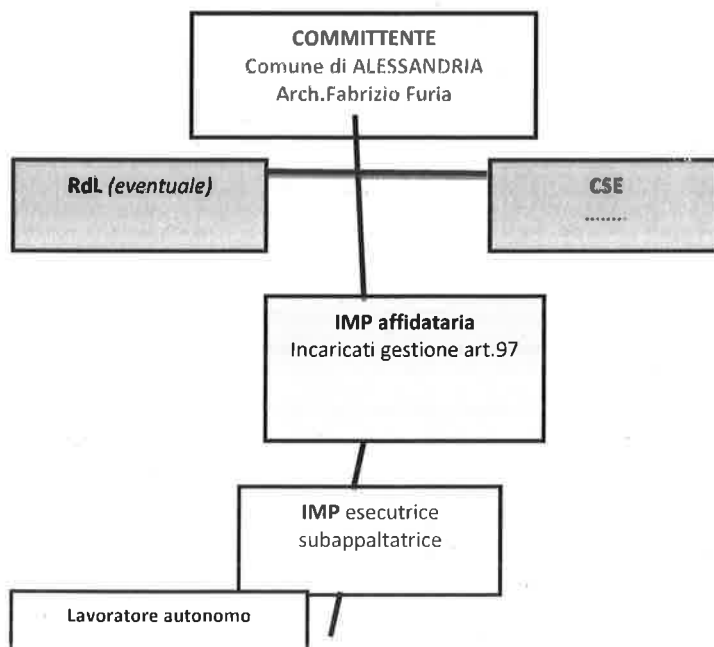 COMMITTENTE
Comune di ALESSANDRIA
Arch.Fabrizio Furia
RdL (eventuale)
CSE
........
IMP affidataria
Incaricati gestione art.97
IMP esecutrice
subappaltatrice
Lavoratore autonomo